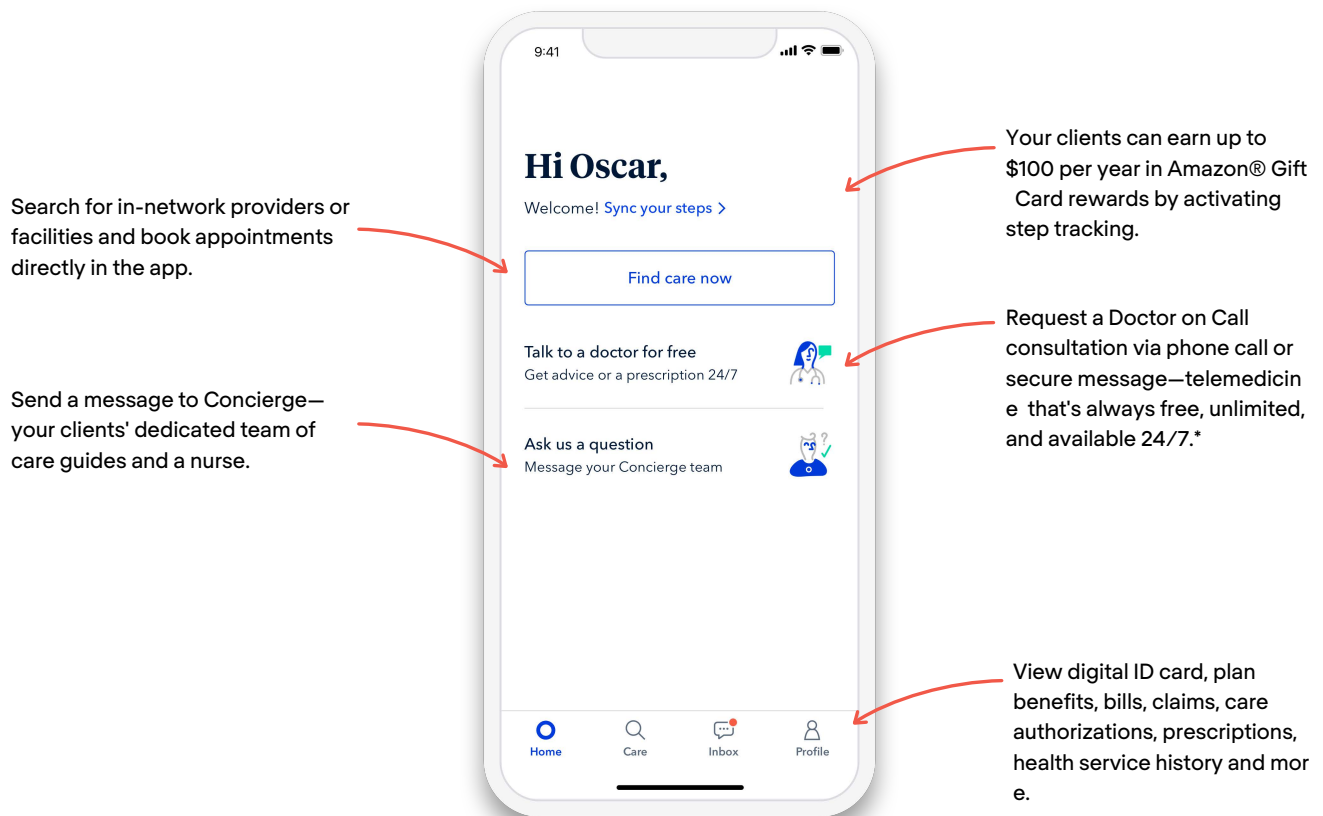 9:41
Hi Oscar,
Welcome! Sync your steps >
Find care now
Talk to a doctor for free
Get advice or a prescription 24/7
Ask us a question
Message your Concierge team
Home
Care
Inbox
Profile
Search for in-network providers or
facilities and book appointments
directly in the app.
Send a message to Concierge—
your clients' dedicated team of
care guides and a nurse.
Your clients can earn up to
$100 per year in Amazon® Gift
Card rewards by activating
step tracking.
Request a Doctor on Call
consultation via phone call or
secure message—telemedicin
e that's always free, unlimited,
and available 24/7.*
View digital ID card, plan
benefits, bills, claims, care
authorizations, prescriptions,
health service history and mor
e.